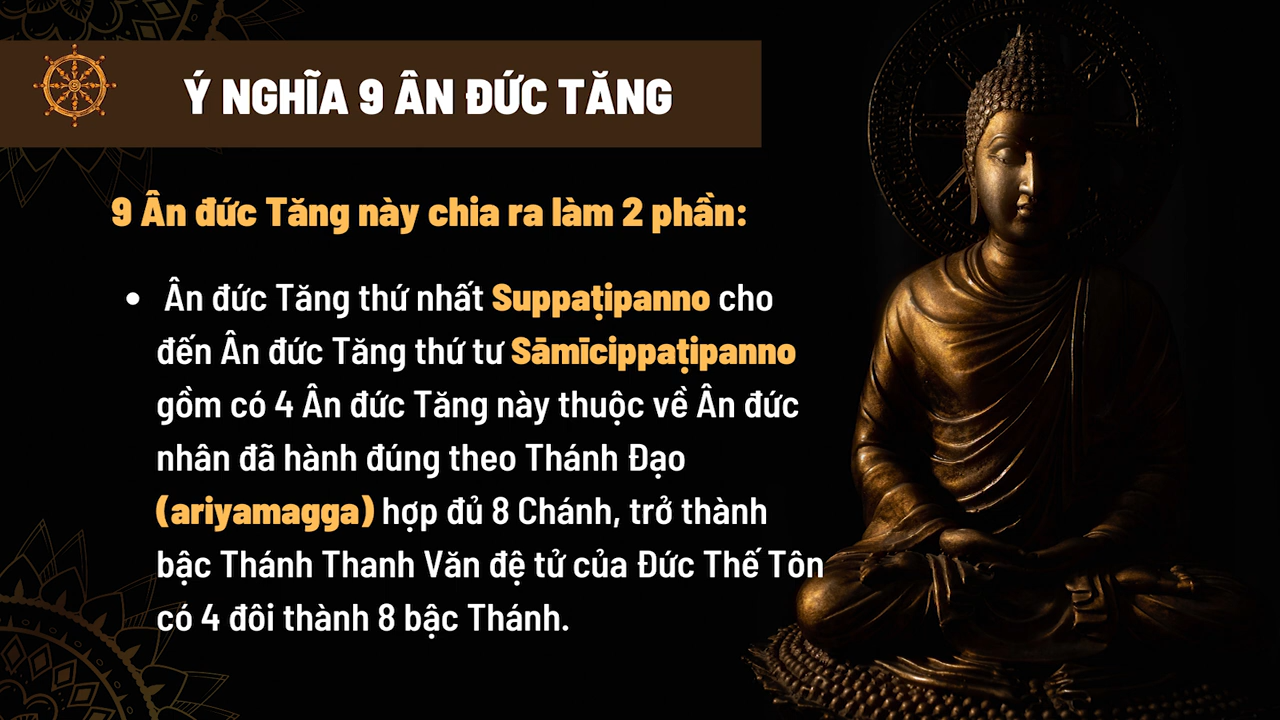 Ý NGHĨA 9 ÂN ĐỨC TĂNG
9 Ân đức Tăng này chia ra làm 2 phần:
• Ân đức Tăng thứ nhất Suppaṭipanno cho
đến Ân đức Tăng thứ tư Sāmīcippaṭipanno
gồm có 4 Ân đức Tăng này thuộc về Ân đức
nhân đã hành đúng theo Thánh Đạo
(ariyamagga) hợp đủ 8 Chánh, trở thành
bậc Thánh Thanh Văn đệ tử của Đức Thế Tôn
có 4 đôi thành 8 bậc Thánh.